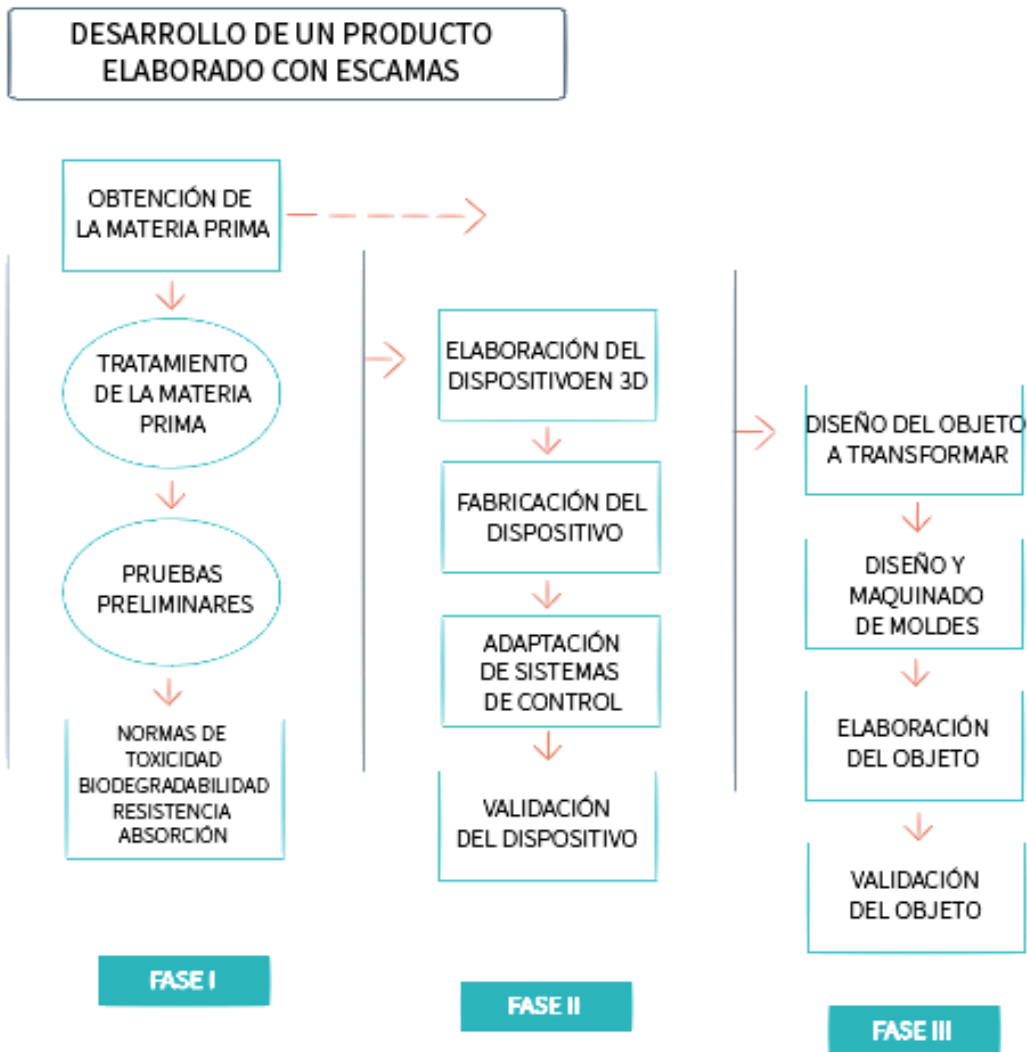 DESARROLLO DE UN PRODUCTO
ELABORADO CON ESCAMAS
OBTENCIÓN DE
LA MATERIA PRIMA
TRATAMIENTO
DE LA MATERIA
PRIMA
PRUEBAS
PRELIMINARES
NORMAS DE
TOXICIDAD
BIODEGRADABILIDAD
RESISTENCIA
ABSORCIÓN
FASE I
ELABORACIÓN DEL
DISPOSITIVOEN 3D
FABRICACIÓN DEL
DISPOSITIVO
ADAPTACIÓN
DE SISTEMAS
DE CONTROL
VALIDACIÓN
DEL DISPOSITIVO
FASE II
DISEÑO DEL OBJETO
A TRANSFORMAR
DISEÑO Y
MAQUINADO
DE MOLDES
ELABORACIÓN
DEL OBJETO
VALIDACIÓN
DEL OBJETO
FASE III